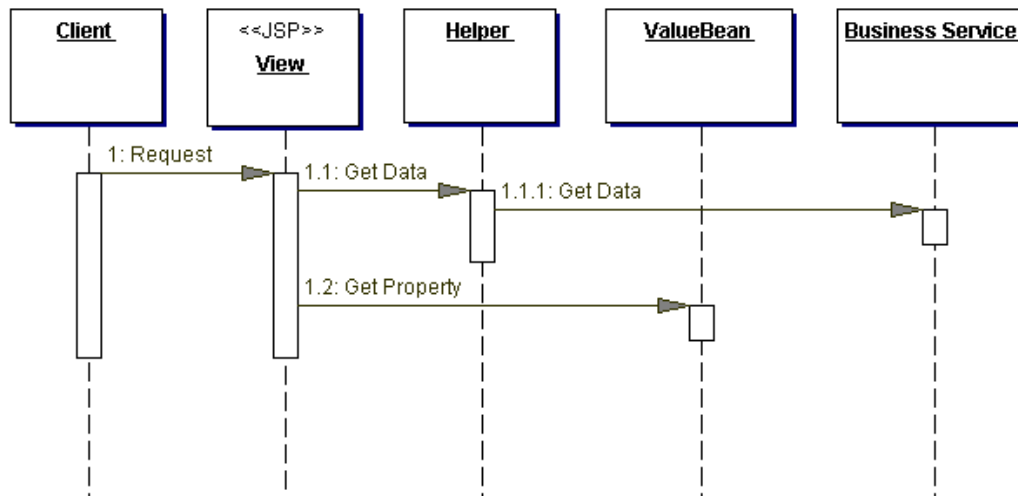 Client
<<JSP>>
View
Helper
ValueBean
Business Service
1: Request
1.1: Get Data
1.1.1: Get Data
1.2: Get Property